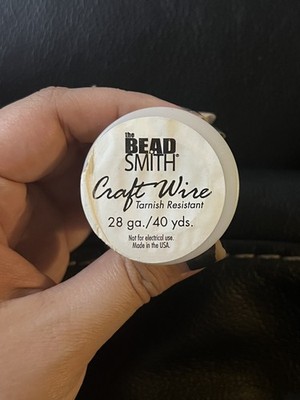 the
BEAD
SMITH®
Craft Wire
Tarnish Resistant
28 ga./40 yds.
Not for electrical use.
Made in the USA.